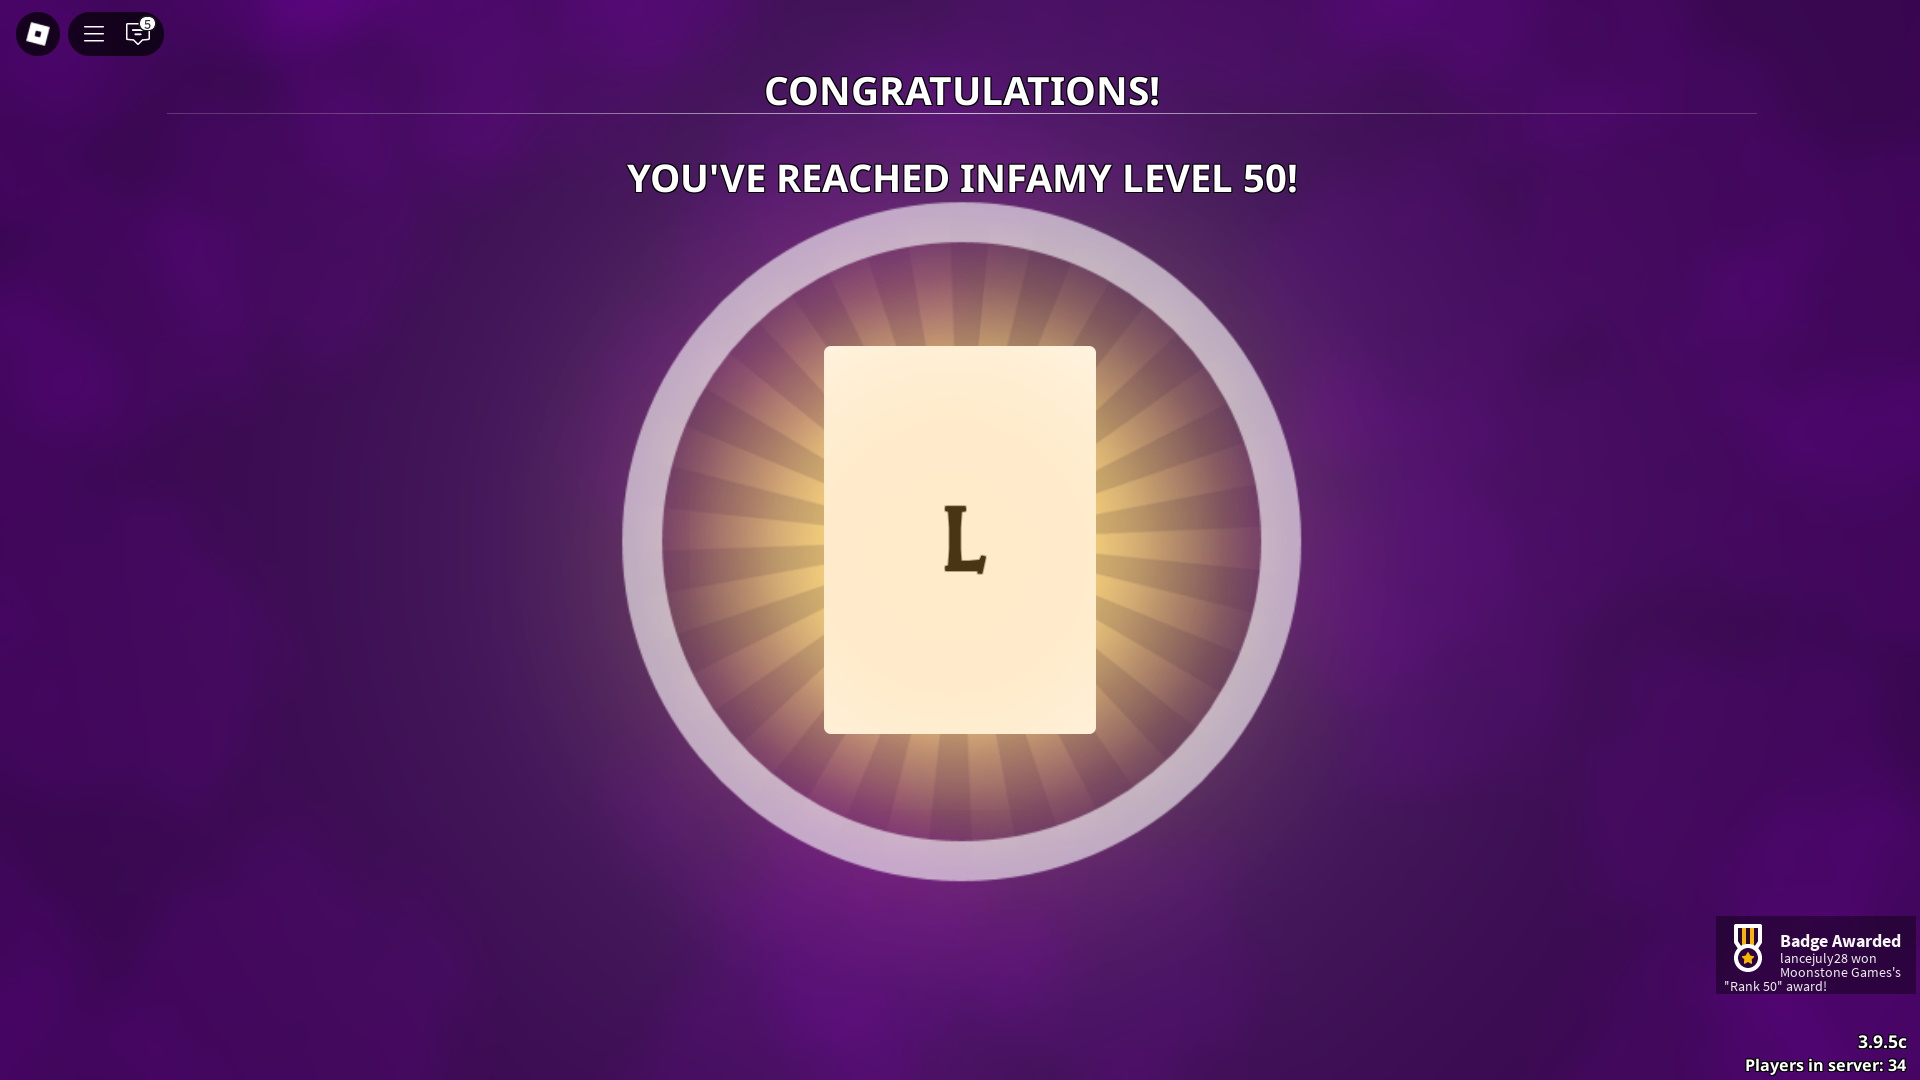 5
CONGRATULATIONS!
YOU'VE REACHED INFAMY LEVEL 50!
L
Badge Awarded
lancejuly28 won
Moonstone Games's
"Rank 50" award!
3.9.5c
Players in server: 34